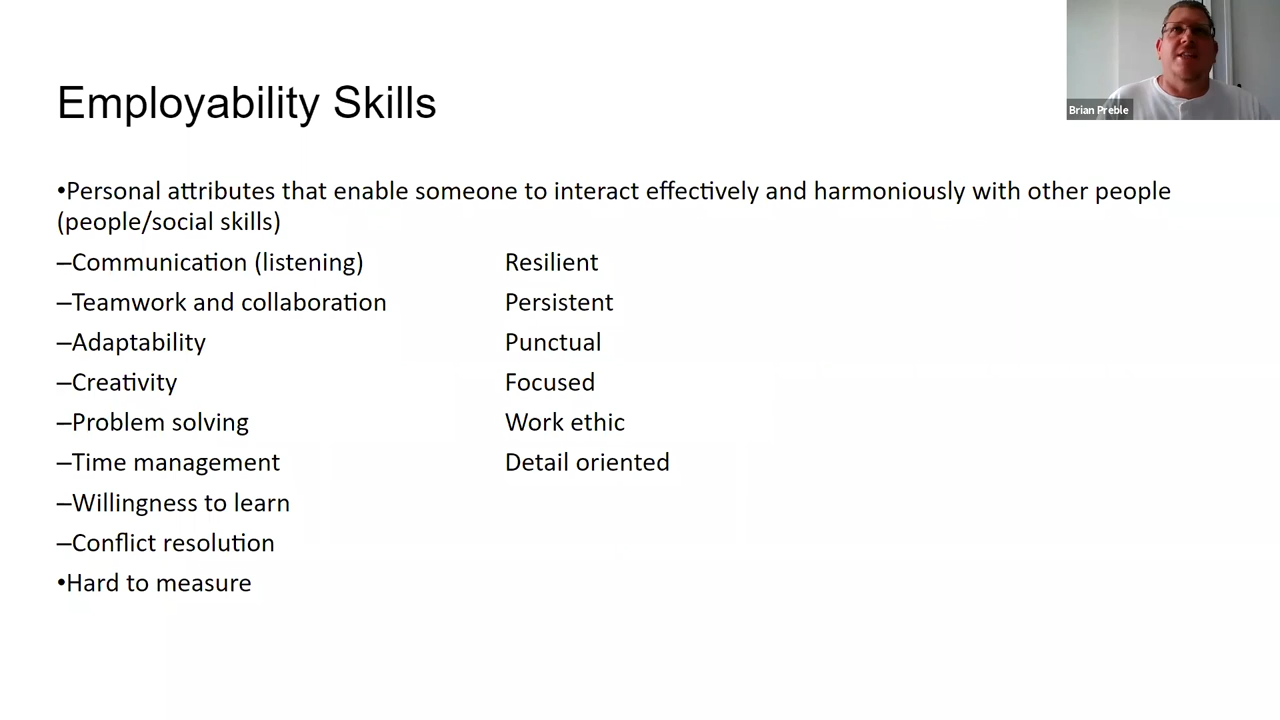 Brian Preble
Employability Skills
•Personal attributes that enable someone to interact effectively and harmoniously with other people
(people/social skills)
–Communication (listening) Resilient
–Teamwork and collaboration Persistent
–Adaptability Punctual
–Creativity Focused
–Problem solving Work ethic
–Time management Detail oriented
–Willingness to learn
–Conflict resolution
•Hard to measure